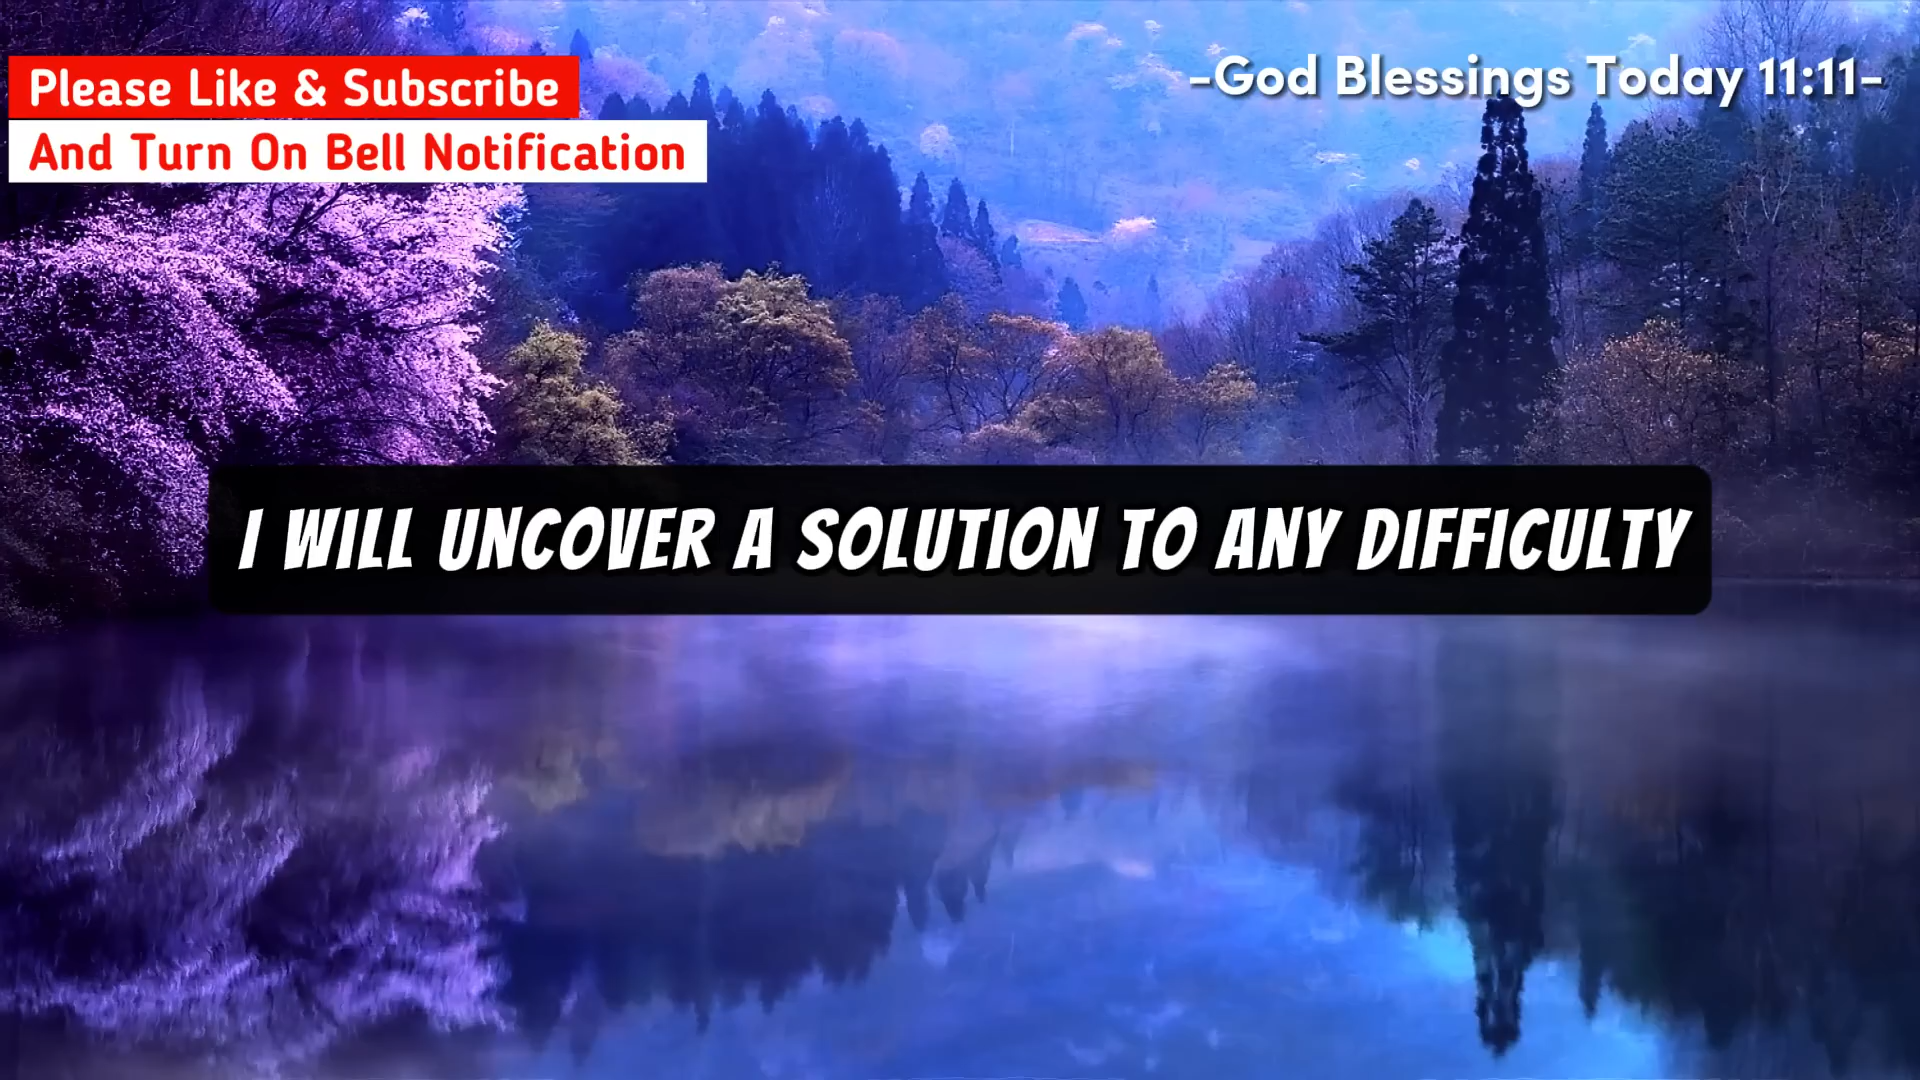 Please Like & Subscribe
And Turn On Bell Notification
-God Blessings Today 11:11-
I WILL UNCOVER A SOLUTION TO ANY DIFFICULTY